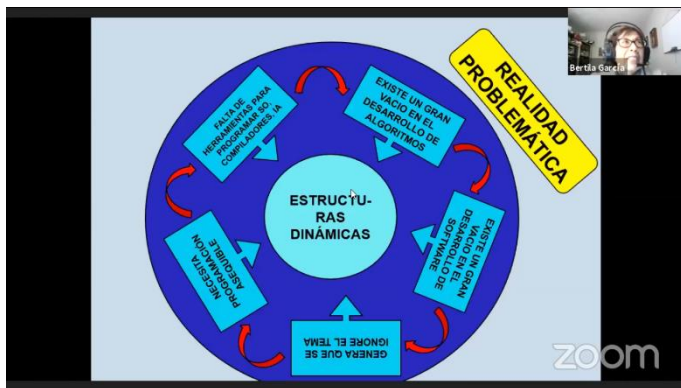 REALIDAD
PROBLEMÁTICA
Bertila García
FALTA DE
HERRAMIENTAS PARA
PROGRAMAR SO,
COMPILADORES, IA
EXISTE UN GRAN
VACIO EN EL
DESARROLLO DE
ALGORITMOS
EXISTE UN GRAN
VACIO EN EL
DESARROLLO DE
SOFTWARE
GENERA QUE SE
IGNORE EL TEMA
NECESITA
PROGRAMACIÓN
ASEQUIBLE
ESTRUCTU-
RAS
DINÁMICAS
zoom